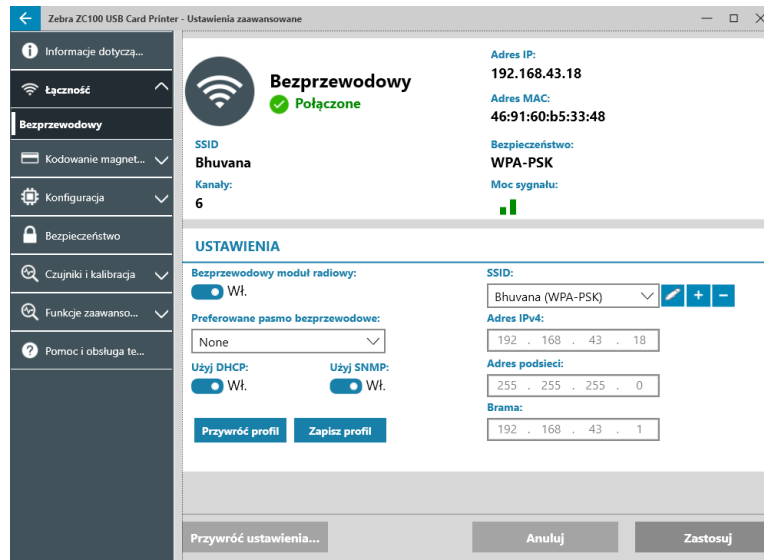 Zebra ZC100 USB Card Printer - Ustawienia zaawansowane
Informacje dotyczą...
Łączność
Bezprzewodowy
Kodowanie magnet...
Konfiguracja
Bezpieczeństwo
Czujniki i kalibracja
Funkcje zaawanso...
Pomoc i obsługa te...
Bezprzewodowy
Połączone
Adres IP:
192.168.43.18
Adres MAC:
46:91:60:b5:33:48
SSID
Bhuvana
Bezpieczeństwo:
WPA-PSK
Kanały:
6
Moc sygnału:
USTAWIENIA
Bezprzewodowy moduł radiowy:
Wł.
Preferowane pasmo bezprzewodowe:
None
Użyj DHCP: Użyj SNMP:
Wł. Wł.
Przywróć profil Zapisz profil
SSID:
Bhuvana (WPA-PSK)
Adres IPv4:
192 . 168 . 43 . 18
Adres podsieci:
255 . 255 . 255 . 0
Brama:
192 . 168 . 43 . 1
Przywróć ustawienia... Anuluj Zastosuj